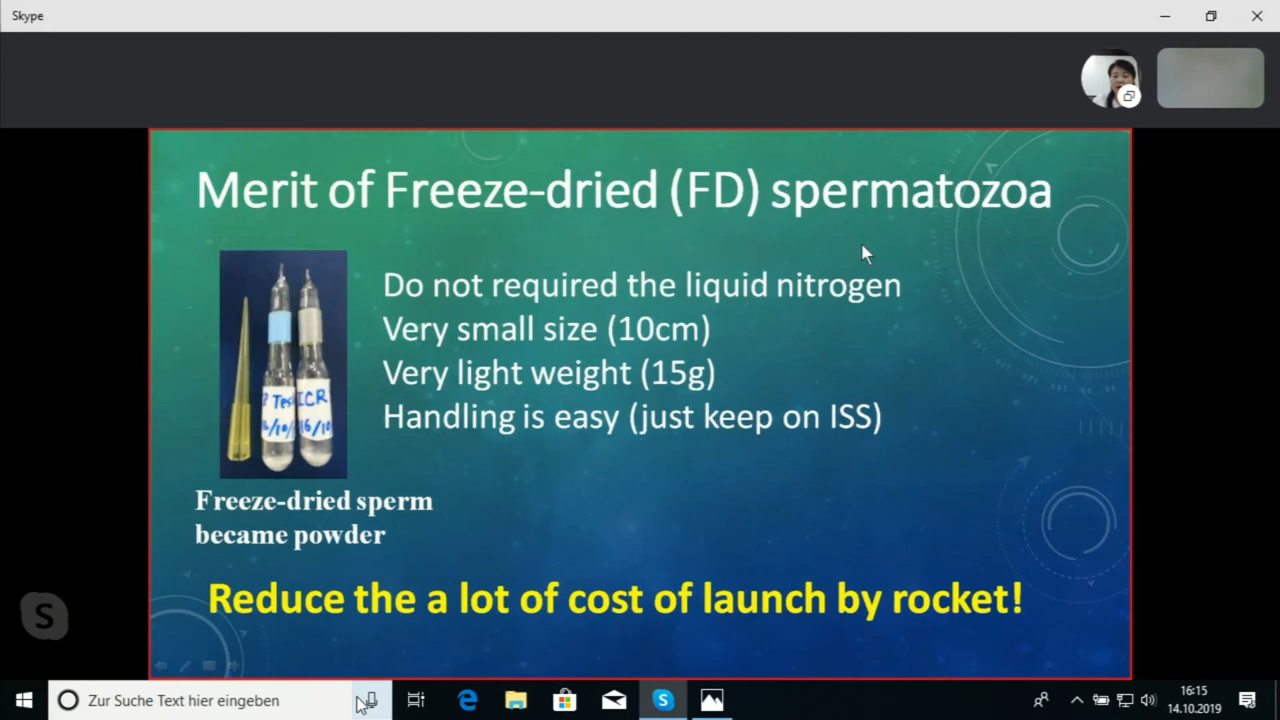 Skype
Merit of Freeze-dried (FD) spermatozoa
Do not required the liquid nitrogen
Very small size (10cm)
Very light weight (15g)
Handling is easy (just keep on ISS)
ICR
Freeze-dried sperm
became powder
Reduce the a lot of cost of launch by rocket!
Zur Suche Text hier eingeben
16:15
14.10.2019